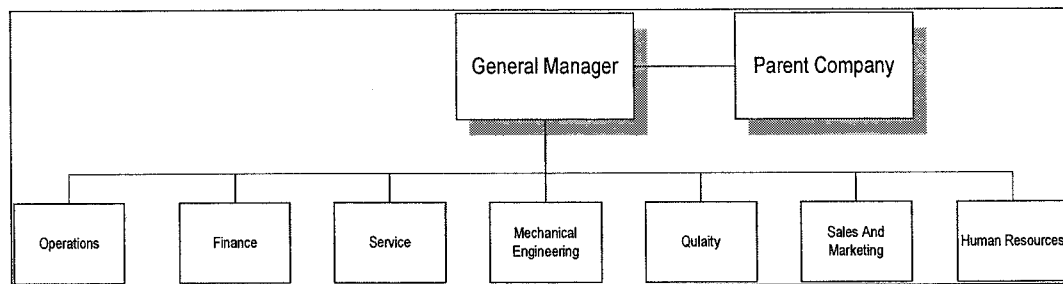 General Manager
Parent Company
Operations
Finance
Service
Mechanical
Engineering
Qulaity
Sales And
Marketing
Human Resources